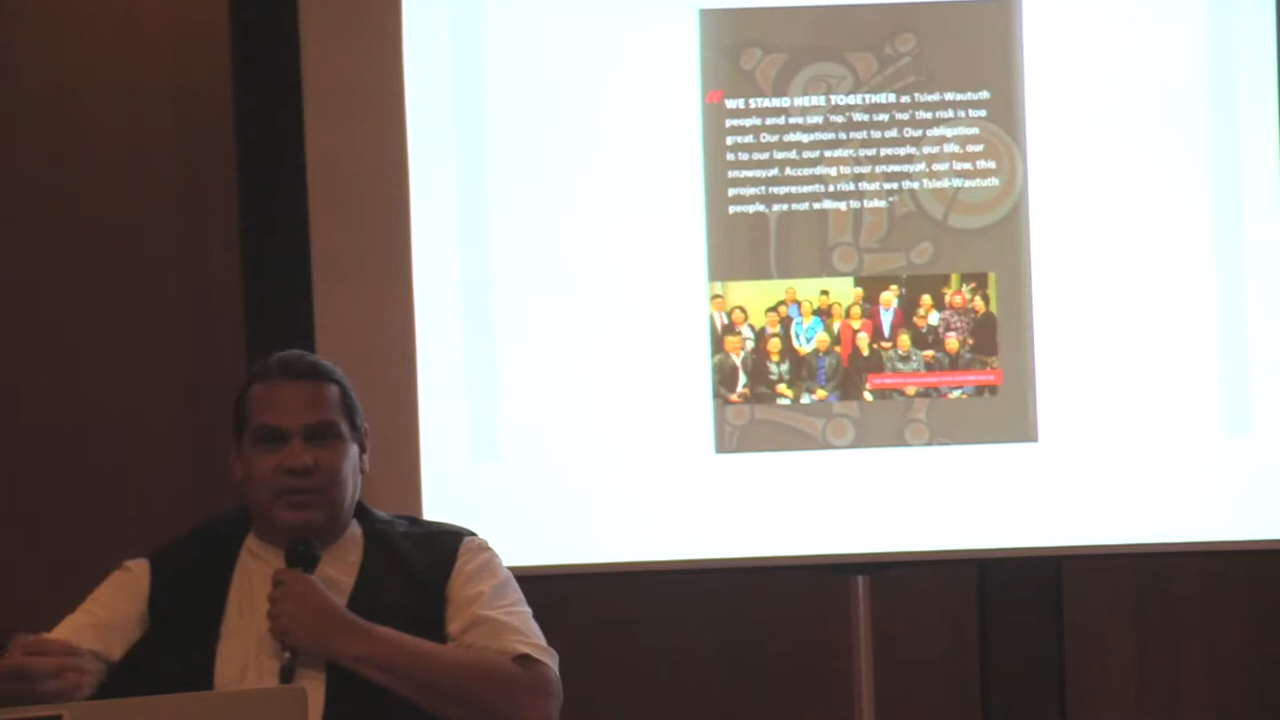 “WE STAND HERE TOGETHER as Tsleil-Waututh
people and we say 'no.' We say 'no' the risk is too
great. Our obligation is not to oil. Our obligation
is to our land, our water, our people, our life, our
snəwayəɬ. According to our snəwayəɬ, our law, this
project represents a risk that we the Tsleil-Waututh
people, are not willing to take."